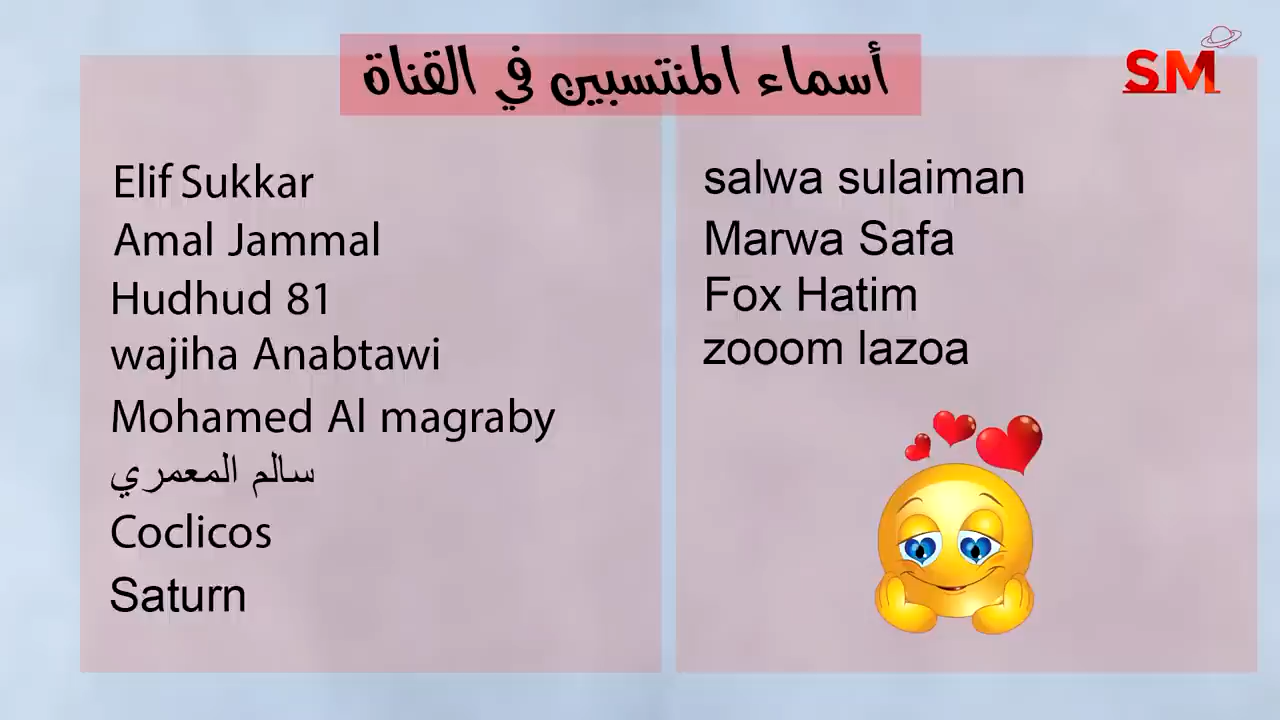 أسماء المنتسبين في القناة
SM
Elif Sukkar
Amal Jammal
Hudhud 81
wajiha Anabtawi
Mohamed Al magraby
سالم المعمري
Coclicos
Saturn
salwa sulaiman
Marwa Safa
Fox Hatim
zooom lazoa